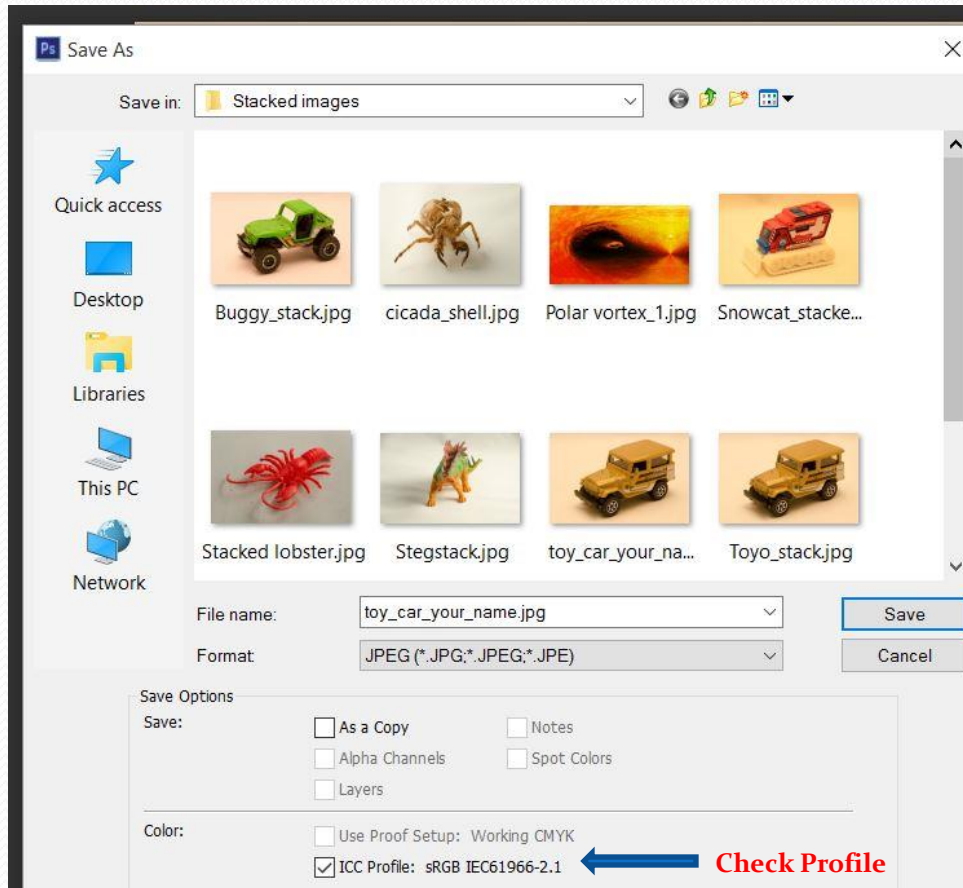 Ps Save As
Save in: Stacked images
Quick access
Desktop
Libraries
This PC
Network
Buggy_stack.jpg cicada_shell.jpg Polar vortex_1.jpg Snowcat_stacke...
Stacked lobster.jpg Stegstack.jpg toy_car_your_na... Toyo_stack.jpg
File name: toy_car_your_name.jpg Save
Format: JPEG (*.JPG;*.JPEG;*.JPE) Cancel
Save Options
Save: As a Copy Notes
Alpha Channels Spot Colors
Layers
Color: Use Proof Setup: Working CMYK
ICC Profile: sRGB IEC61966-2.1 Check Profile